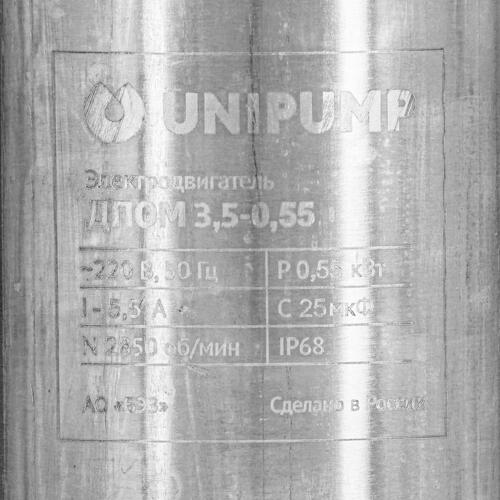 UNIPUMP
Электродвигатель
ДПОМ 3,5-0,55
~220 В, 50 Гц P 0,55 кВт
I - 5,5 А C 25мкФ
N 2850 об/мин IP68
АО «БЭЗ» Сделано в России